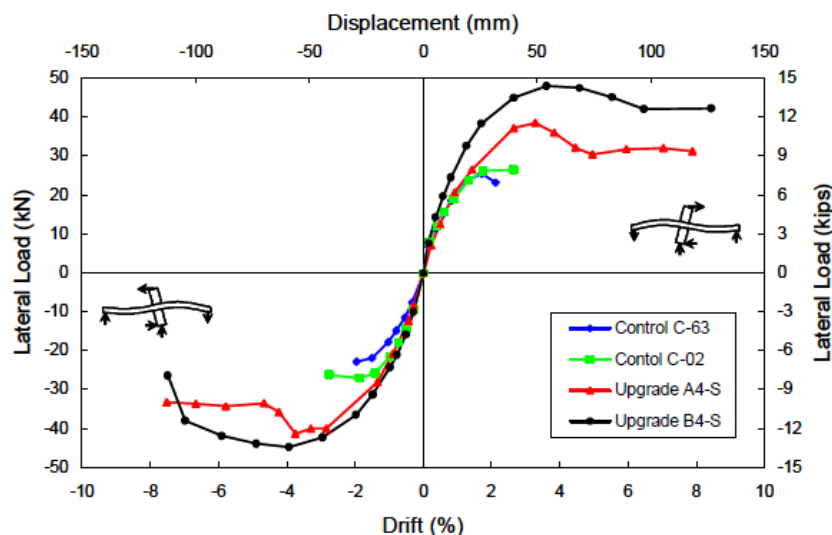 Displacement (mm)
-150 -100 -50 0 50 100 150
50 15
40 12
30 9
20 6
10 3
0 0
-10 -3
-20 -6
-30 -9
-40 -12
-50 -15
Lateral Load (kN)
Lateral Load (kips)
Control C-63
Contol C-02
Upgrade A4-S
Upgrade B4-S
-10 -8 -6 -4 -2 0 2 4 6 8 10
Drift (%)